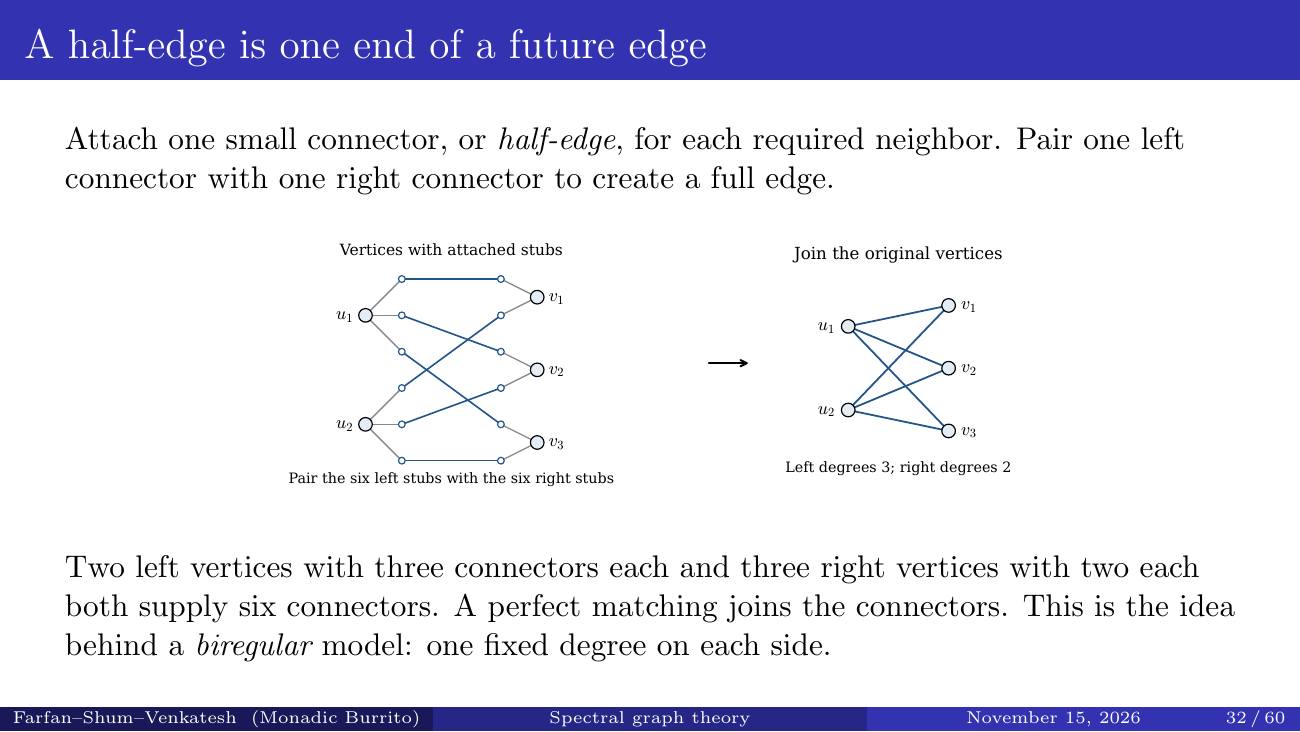 A half-edge is one end of a future edge
Attach one small connector, or half-edge, for each required neighbor. Pair one left
connector with one right connector to create a full edge.
Vertices with attached stubs
u1
u2
v1
v2
v3
Pair the six left stubs with the six right stubs
Join the original vertices
u1
u2
v1
v2
v3
Left degrees 3; right degrees 2
Two left vertices with three connectors each and three right vertices with two each
both supply six connectors. A perfect matching joins the connectors. This is the idea
behind a biregular model: one fixed degree on each side.
Farfan–Shum–Venkatesh (Monadic Burrito) Spectral graph theory November 15, 2026 32 / 60